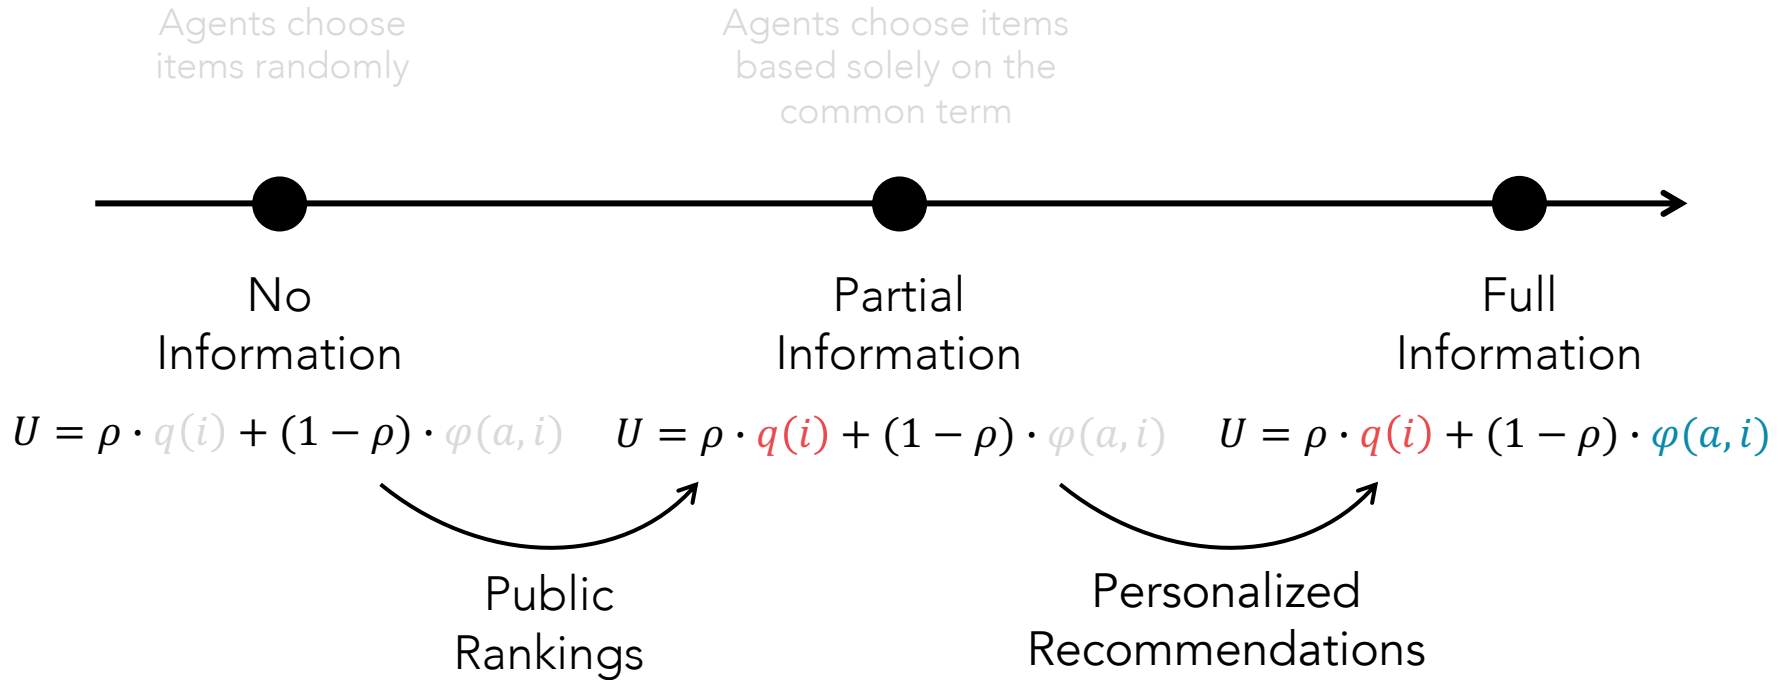 Agents choose
items randomly
Agents choose items
based solely on the
common term
No
Information
Partial
Information
Full
Information
U = ρ · q(i) + (1 − ρ) · φ(a, i)
U = ρ · q(i) + (1 − ρ) · φ(a, i)
U = ρ · q(i) + (1 − ρ) · φ(a, i)
Public
Rankings
Personalized
Recommendations